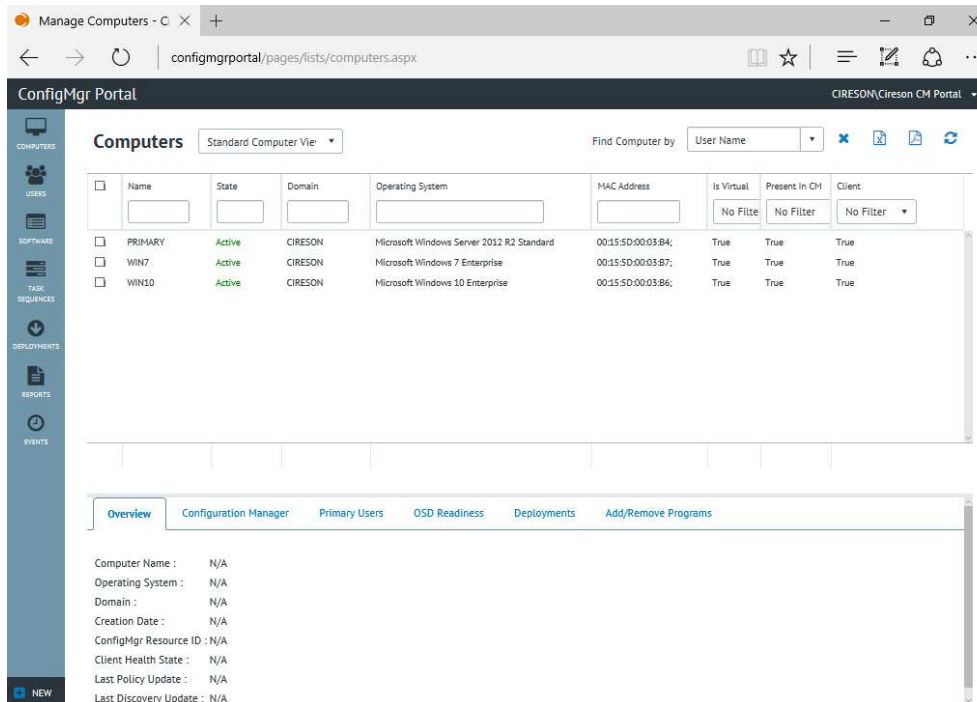 Manage Computers - Ci
configmgrportal/pages/lists/computers.aspx
ConfigMgr Portal
CIRESON\Cireson CM Portal
COMPUTERS
USERS
SOFTWARE
TASK
SEQUENCES
DEPLOYMENTS
REPORTS
EVENTS
NEW
Computers
Standard Computer Vie
Find Computer by
User Name
Name State Domain Operating System MAC Address Is Virtual Present In CM Client
No Filte No Filter No Filter
PRIMARY Active CIRESON Microsoft Windows Server 2012 R2 Standard 00:15:5D:00:03:B4; True True True
WIN7 Active CIRESON Microsoft Windows 7 Enterprise 00:15:5D:00:03:B7; True True True
WIN10 Active CIRESON Microsoft Windows 10 Enterprise 00:15:5D:00:03:B6; True True True
Overview Configuration Manager Primary Users OSD Readiness Deployments Add/Remove Programs
Computer Name : N/A
Operating System : N/A
Domain : N/A
Creation Date : N/A
ConfigMgr Resource ID : N/A
Client Health State : N/A
Last Policy Update : N/A
Last Discovery Update : N/A